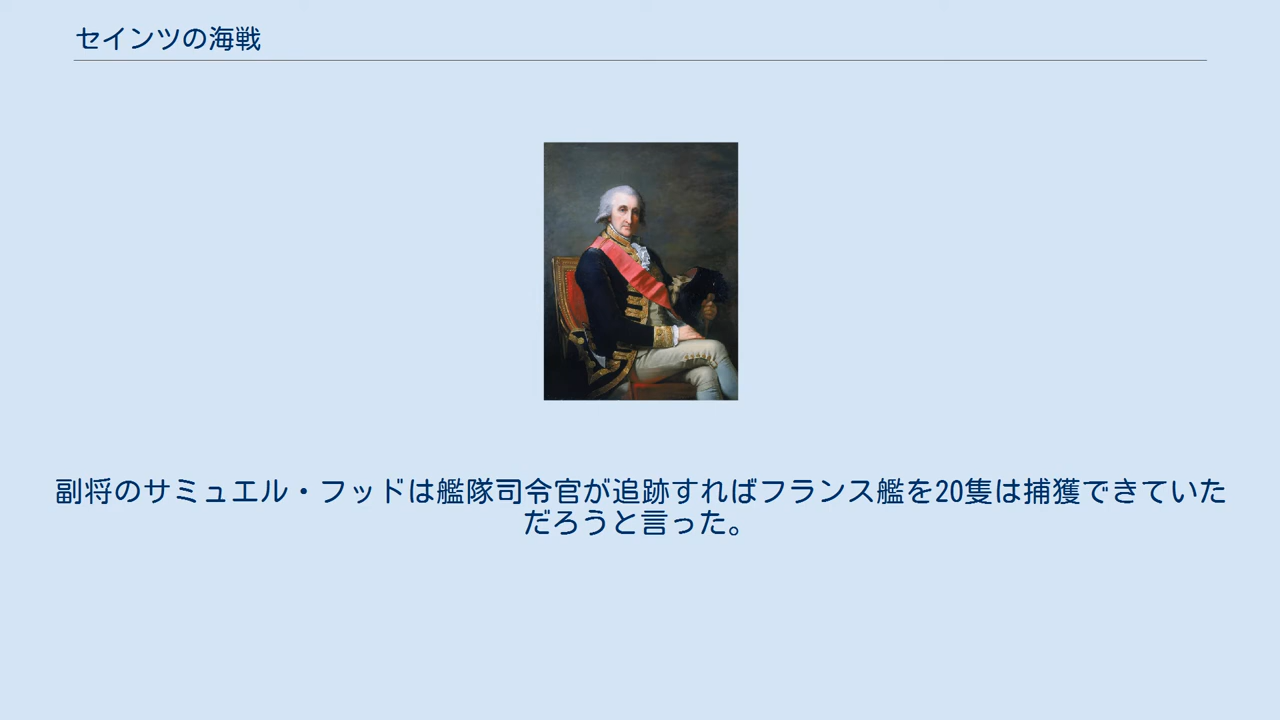 セインツの海戦
副将のサミュエル・フッドは艦隊司令官が追跡すればフランス艦を20隻は捕獲できていた
だろうと言った。